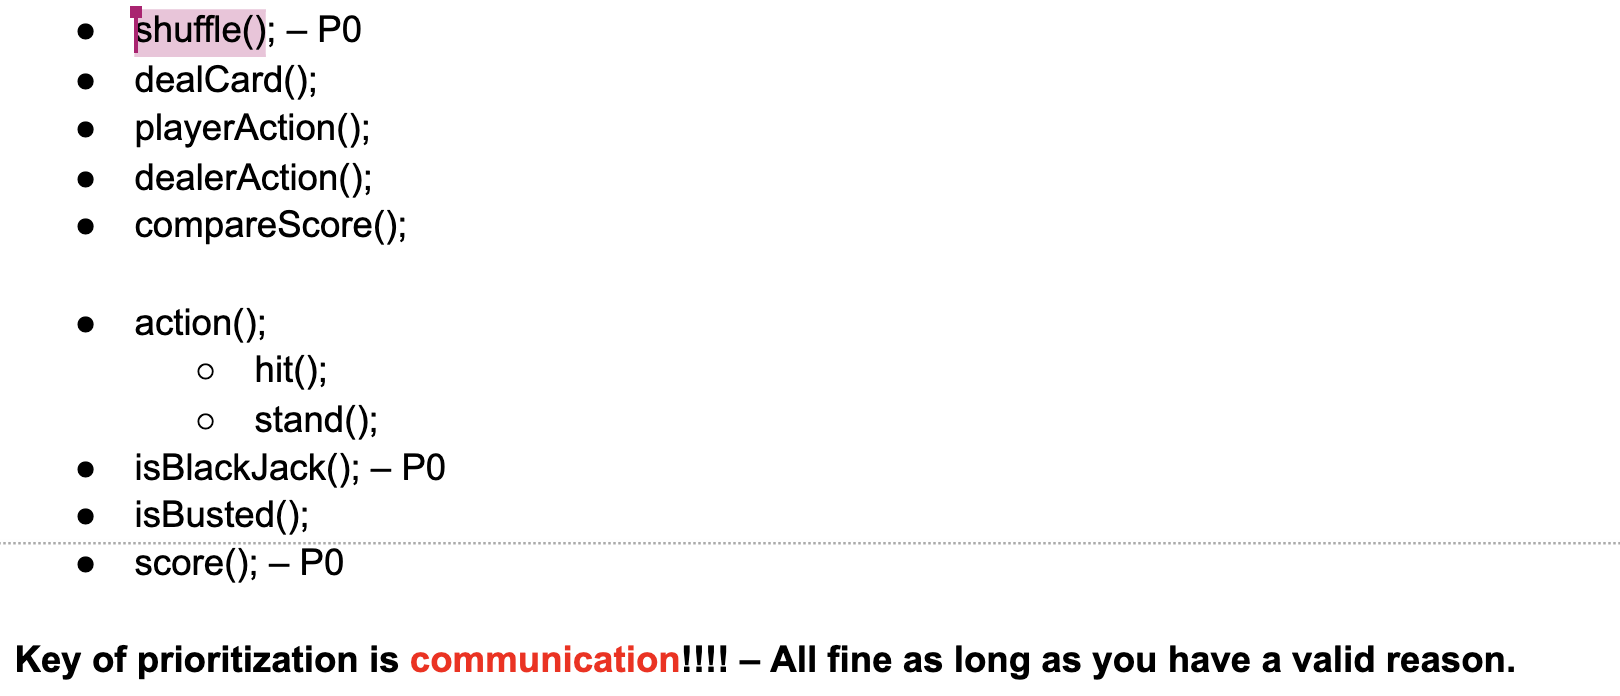 ● shuffle(); – P0
● dealCard();
● playerAction();
● dealerAction();
● compareScore();
● action();
○ hit();
○ stand();
● isBlackJack(); – P0
● isBusted();
● score(); – P0
Key of prioritization is communication!!!! – All fine as long as you have a valid reason.